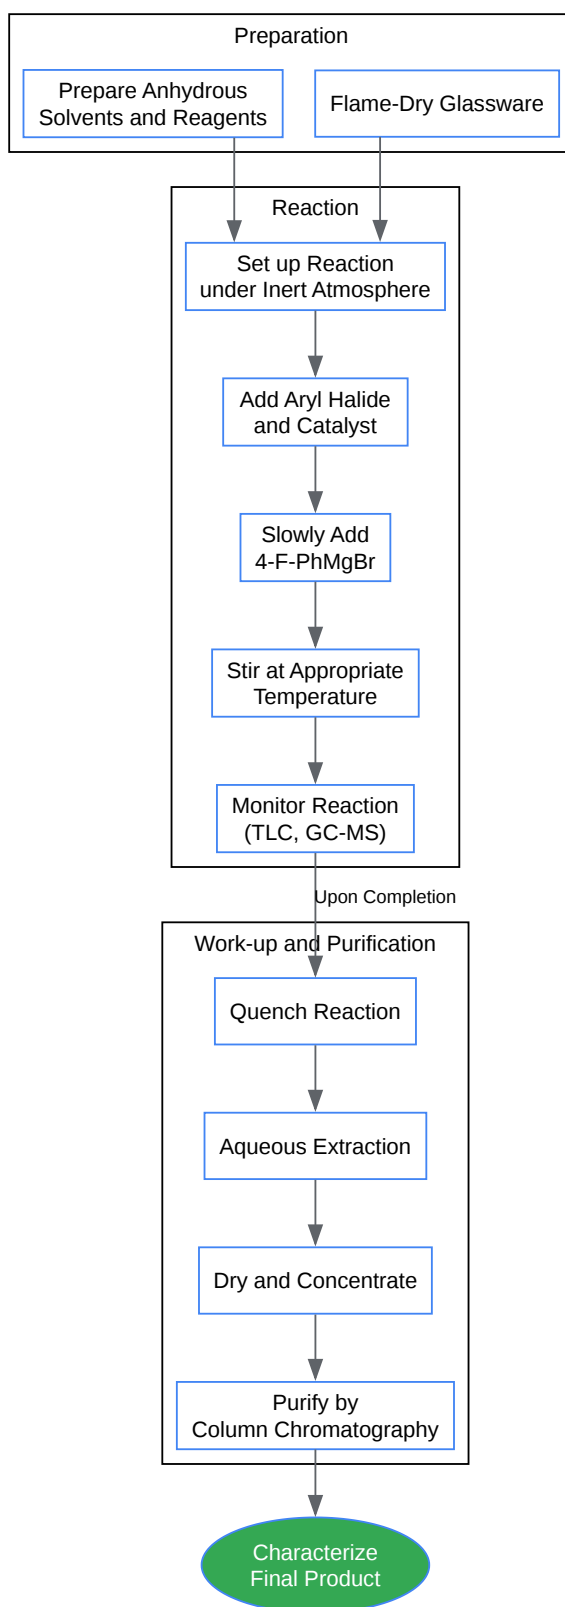 Preparation
Prepare Anhydrous
Solvents and Reagents
Flame-Dry Glassware
Reaction
Set up Reaction
under Inert Atmosphere
Add Aryl Halide
and Catalyst
Slowly Add
4-F-PhMgBr
Stir at Appropriate
Temperature
Monitor Reaction
(TLC, GC-MS)
Upon Completion
Work-up and Purification
Quench Reaction
Aqueous Extraction
Dry and Concentrate
Purify by
Column Chromatography
Characterize
Final Product